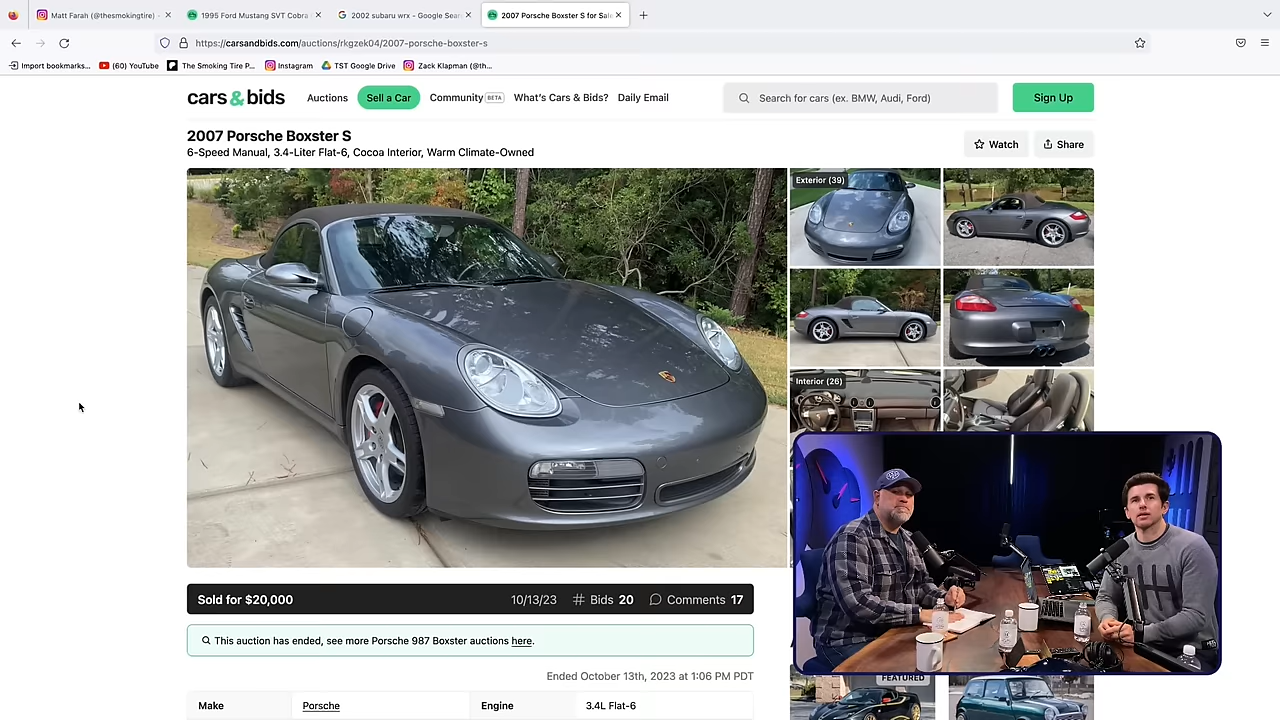 Matt Farah (@thesmokingtire) -
1995 Ford Mustang SVT Cobra
2002 subaru wrx - Google Sear
2007 Porsche Boxster S for Sale
https://carsandbids.com/auctions/rkgzek04/2007-porsche-boxster-s
Import bookmarks...
(60) YouTube
The Smoking Tire P...
Instagram
TST Google Drive
Zack Klapman (@th...
cars&bids
Auctions
Sell a Car
Community BETA
What's Cars & Bids?
Daily Email
Search for cars (ex. BMW, Audi, Ford)
Sign Up
2007 Porsche Boxster S
6-Speed Manual, 3.4-Liter Flat-6, Cocoa Interior, Warm Climate-Owned
Watch
Share
Exterior (39)
Interior (26)
Sold for $20,000
10/13/23
# Bids 20
Comments 17
This auction has ended, see more Porsche 987 Boxster auctions here.
Ended October 13th, 2023 at 1:06 PM PDT
FEATURED
Make
Porsche
Engine
3.4L Flat-6